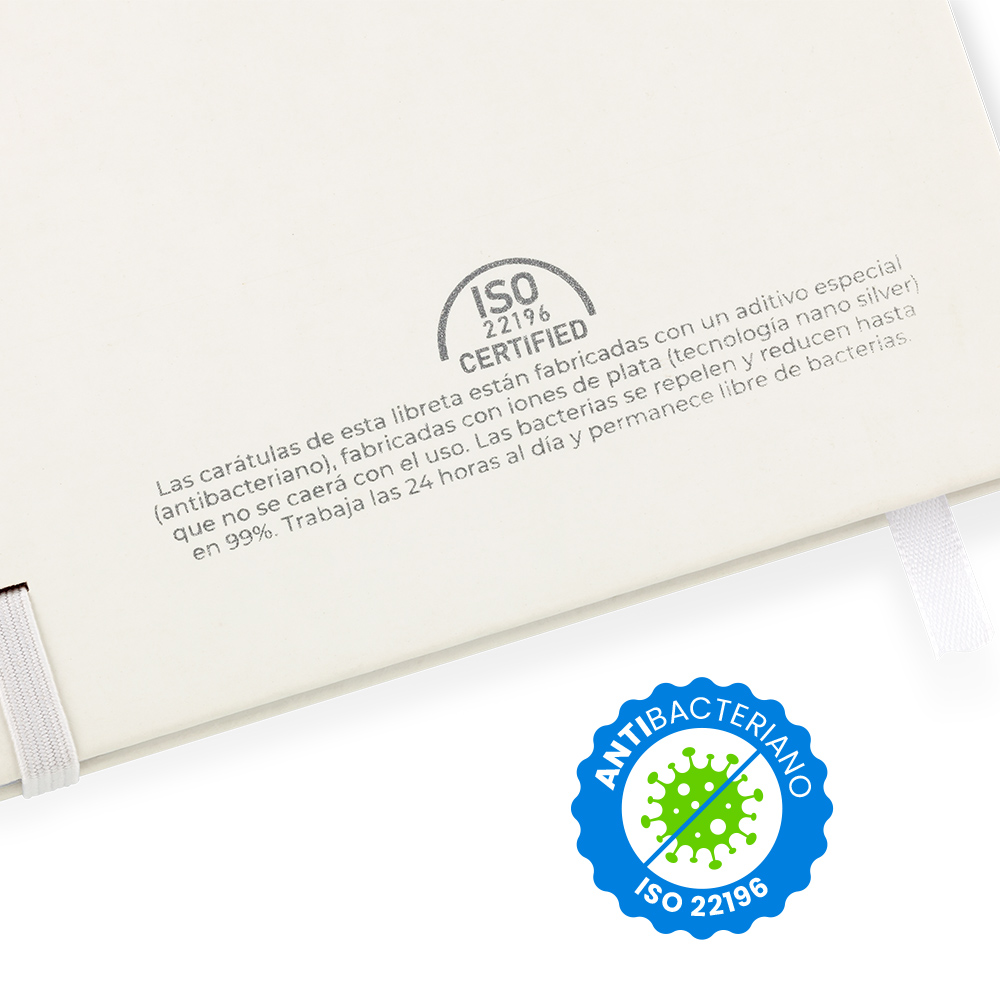 ISO
22196
CERTIFIED
Las carátulas de esta libreta están fabricadas con un aditivo especial
(antibacteriano), fabricadas con iones de plata (tecnología nano silver)
que no se caerá con el uso. Las bacterias se repelen y reducen hasta
en 99%. Trabaja las 24 horas al día y permanece libre de bacterias.
ANTIBACTERIANO
ISO 22196